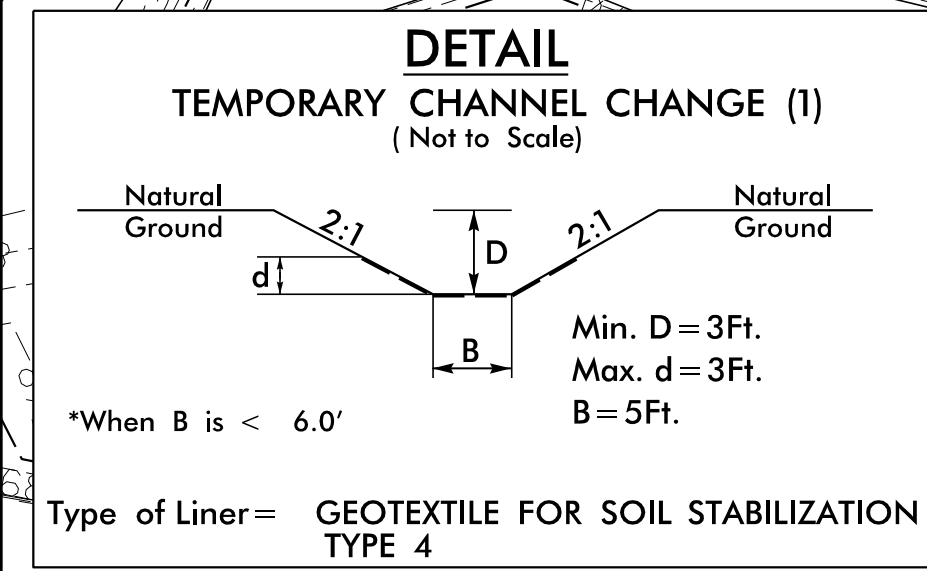 DETAIL
TEMPORARY CHANNEL CHANGE (1)
( Not to Scale)
Natural
Ground
2:1
D
2:1
Natural
Ground
d
B
Min. D = 3Ft.
Max. d = 3Ft.
B = 5Ft.
*When B is < 6.0'
Type of Liner = GEOTEXTILE FOR SOIL STABILIZATION
TYPE 4